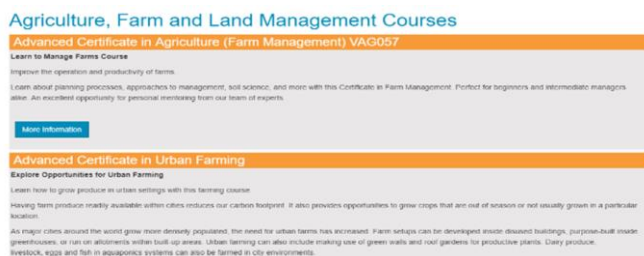 Agriculture, Farm and Land Management Courses
Advanced Certificate in Agriculture (Farm Management) VAG057
Learn to Manage Farms Course
Improve the operation and productivity of farms.
Learn about planning processes, approaches to management, soil science, and more with this Certificate in Farm Management. Perfect for beginners and intermediate managers
alike. An excellent opportunity for personal mentoring from our team of experts.
More Information
Advanced Certificate in Urban Farming
Explore Opportunities for Urban Farming
Learn how to grow produce in urban settings with this farming course
Having farm produce readily available within cities reduces our carbon footprint. It also provides opportunities to grow crops that are out of season or not usually grown in a particular
location.
As major cities around the world grow more densely populated, the need for urban farms has increased. Farm setups can be developed inside disused buildings, purpose-built inside
greenhouses, or run on allotments within built up areas. Urban farming can also include making use of green walls and roof gardens for productive plants. Dairy produce,
livestock, eggs and fish in aquaponics systems can also be farmed in city environments.